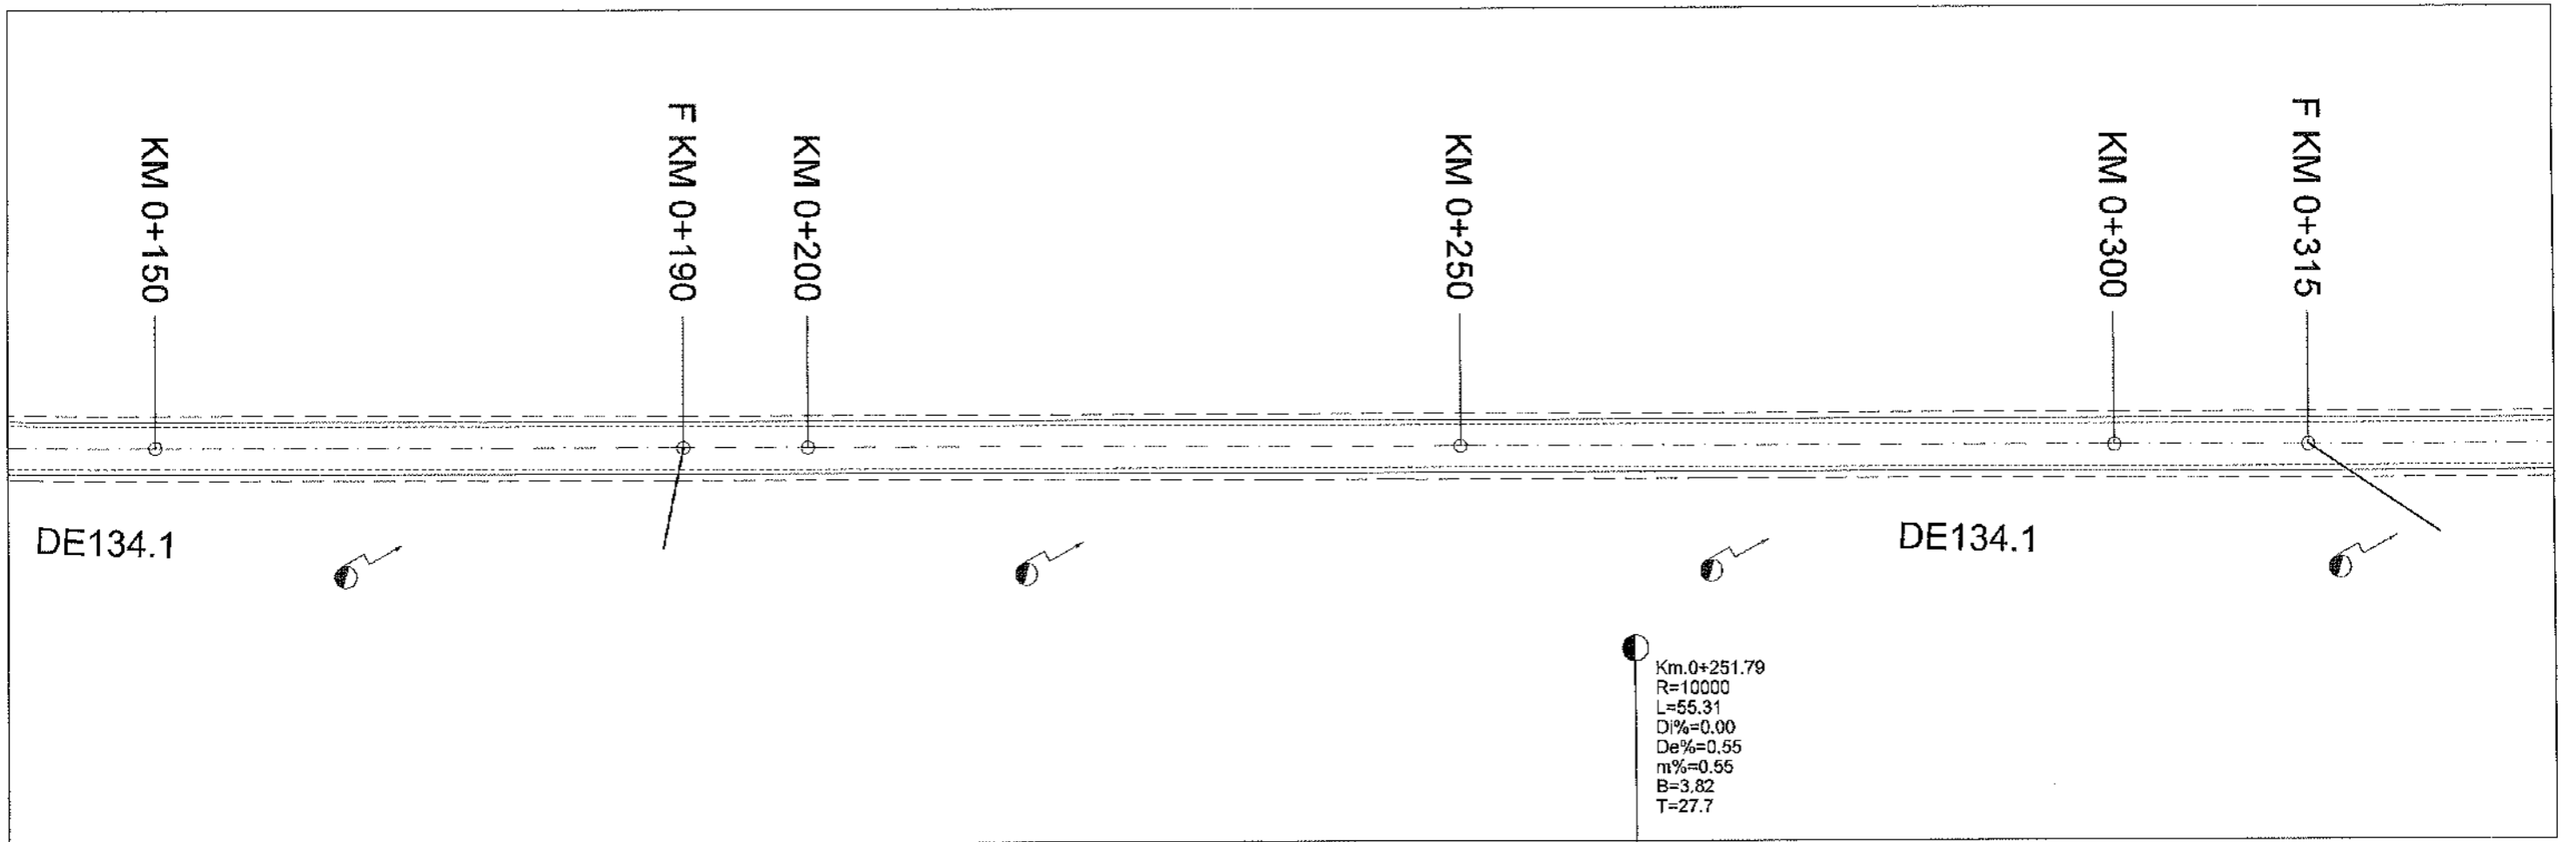 KM 0+150
F KM 0+190
KM 0+200
KM 0+250
KM 0+300
F KM 0+315
DE134.1
DE134.1
Km.0+251.79
R=10000
L=55.31
Di%=0.00
De%=0.55
m%=0.55
B=3.82
T=27.7